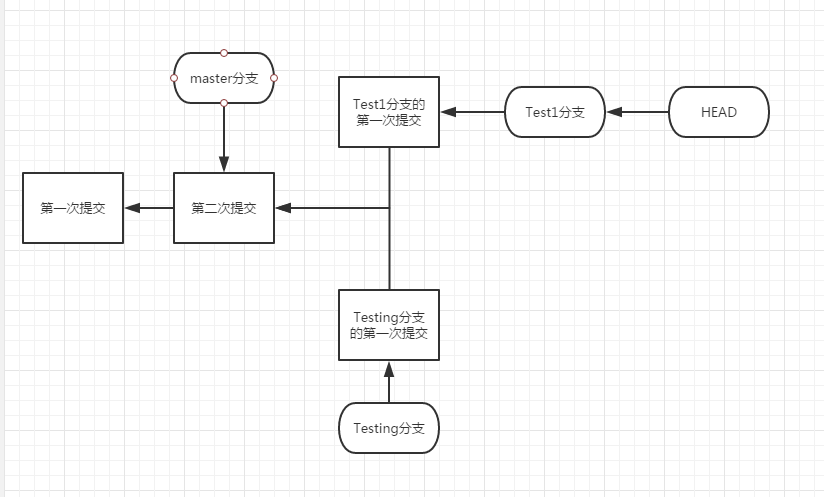 master分支
Test1分支的
第一次提交
Test1分支
HEAD
第一次提交
第二次提交
Testing分支
的第一次提交
Testing分支